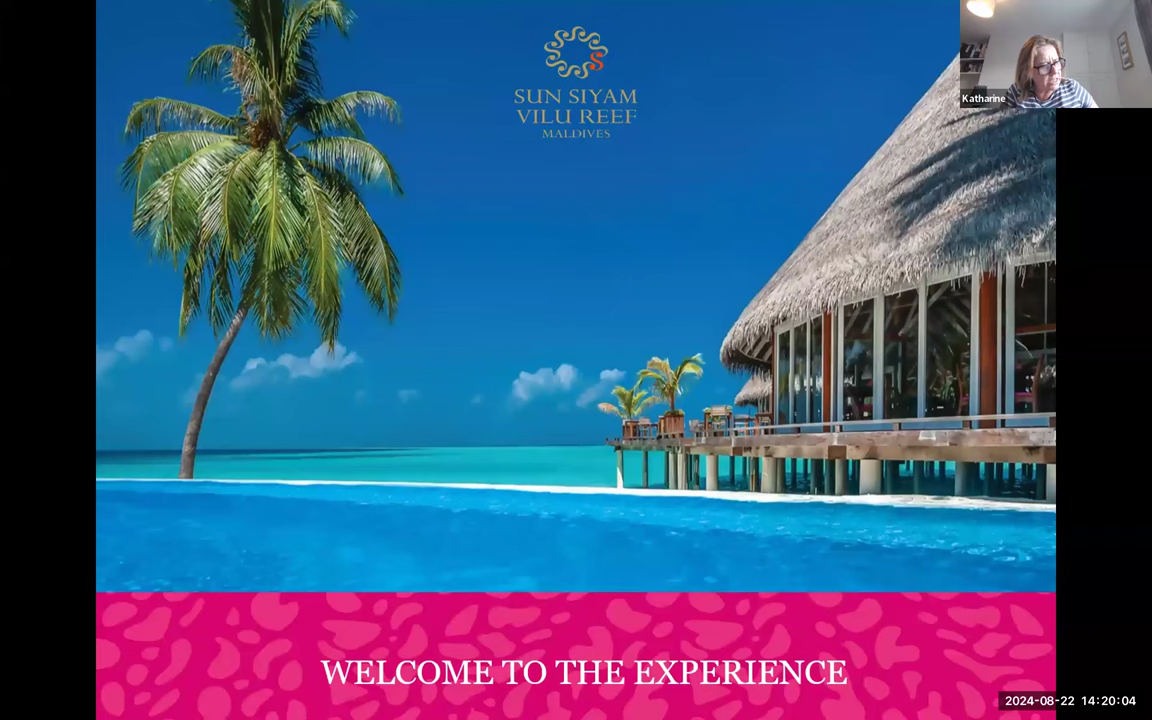 SUN SIYAM
VILU REEF
MALDIVES
Katharine
WELCOME TO THE EXPERIENCE
2024-08-22 14:20:04